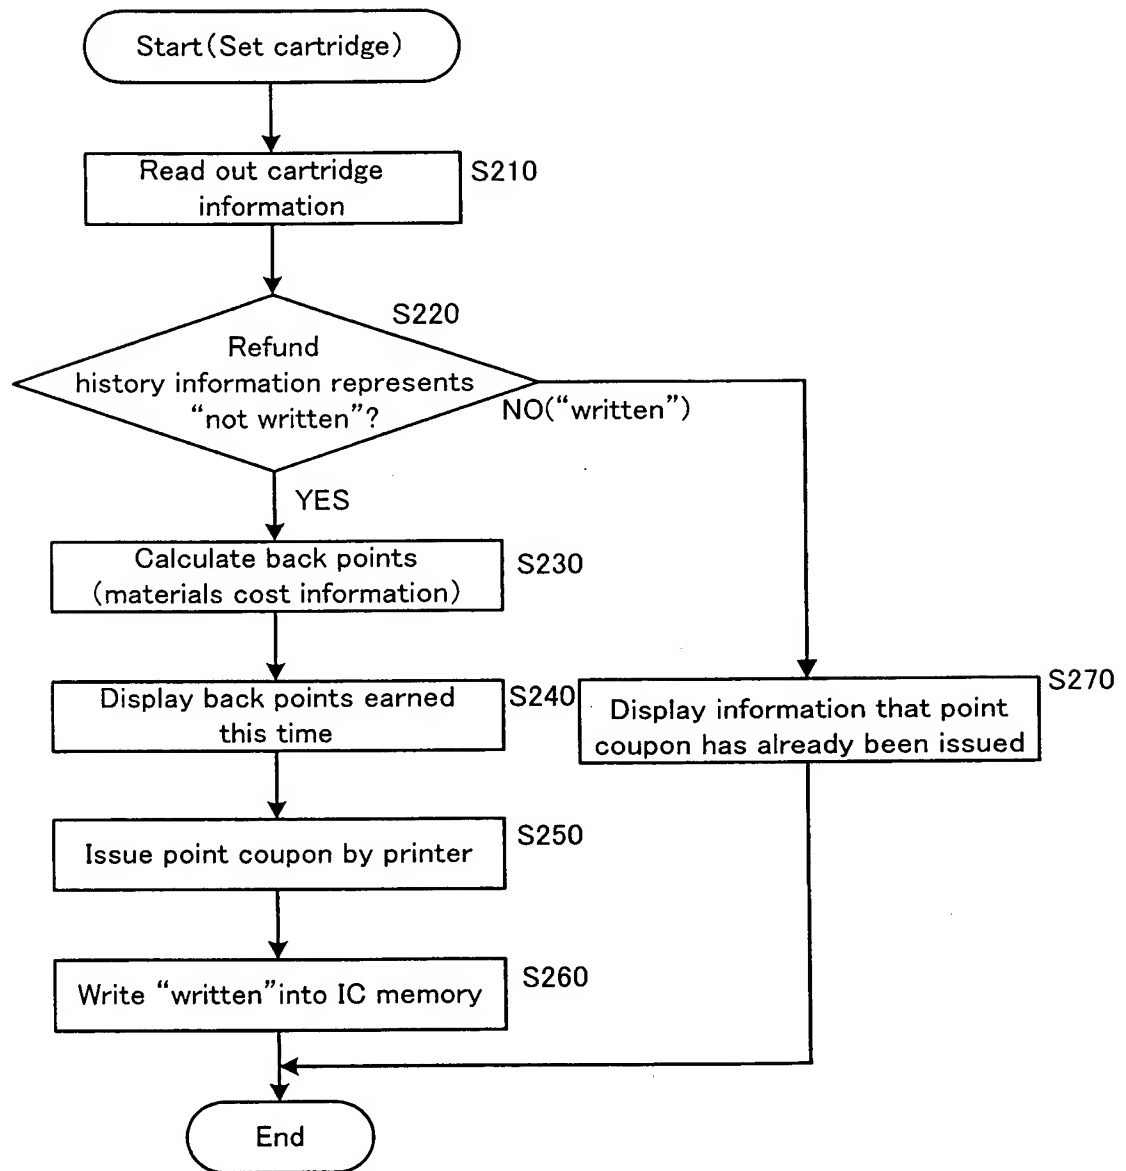 Start(Set cartridge)
Read out cartridge
information
S210
S220
Refund
history information represents
“not written”?
NO(“written”)
YES
Calculate back points
(materials cost information)
S230
Display back points earned
this time
S240
Display information that point
coupon has already been issued
S270
Issue point coupon by printer
S250
Write “written”into IC memory
S260
End